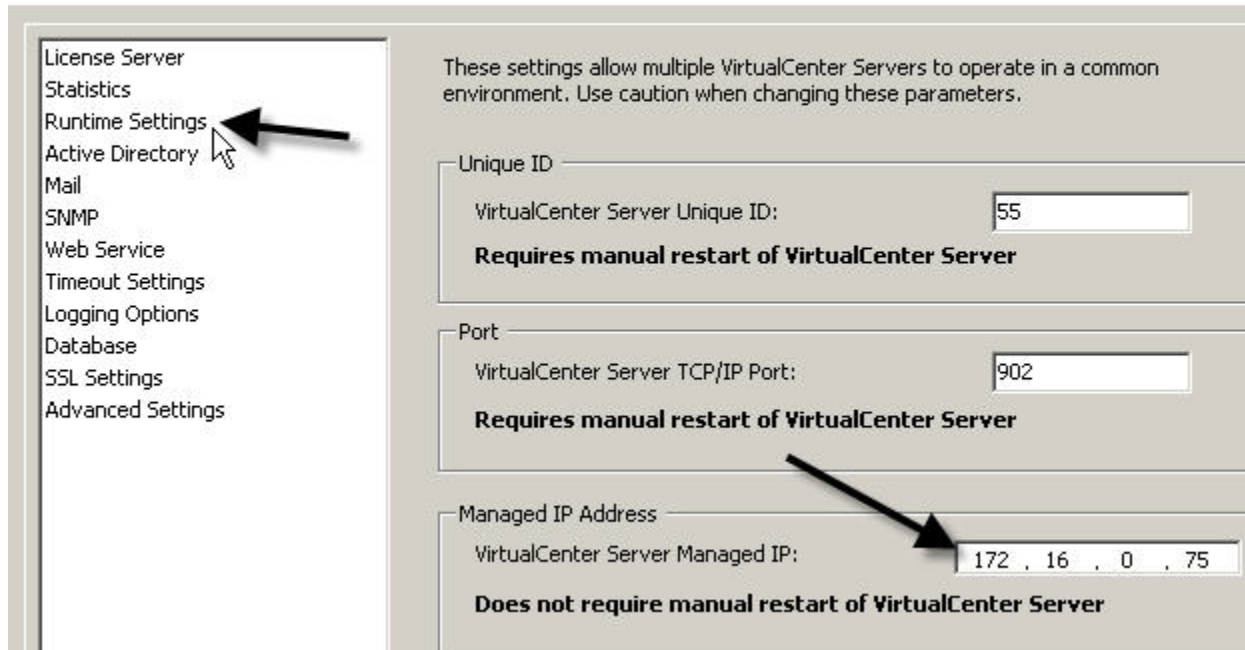 License Server
Statistics
Runtime Settings
Active Directory
Mail
SNMP
Web Service
Timeout Settings
Logging Options
Database
SSL Settings
Advanced Settings
These settings allow multiple VirtualCenter Servers to operate in a common
environment. Use caution when changing these parameters.
Unique ID
VirtualCenter Server Unique ID: 55
Requires manual restart of VirtualCenter Server
Port
VirtualCenter Server TCP/IP Port: 902
Requires manual restart of VirtualCenter Server
Managed IP Address
VirtualCenter Server Managed IP: 172 . 16 . 0 . 75
Does not require manual restart of VirtualCenter Server